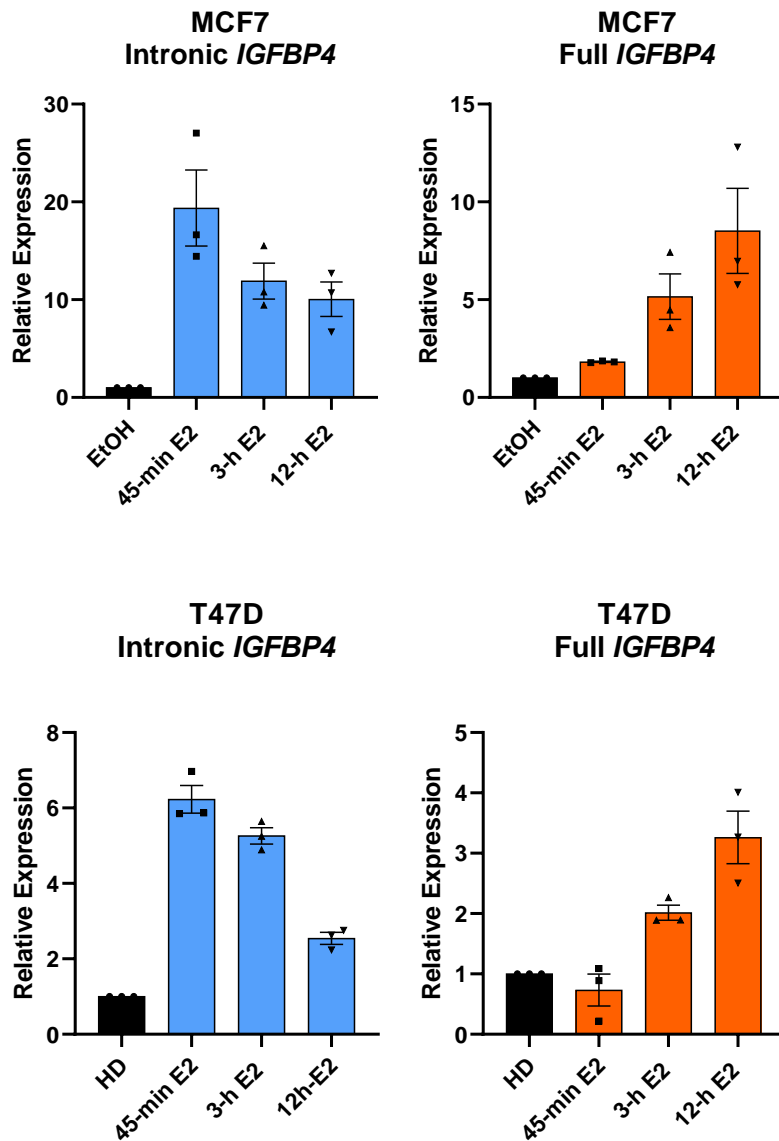 MCF7
Intronic IGFBP4
Relative Expression
30
20
10
0
EtOH
45-min E2
3-h E2
12-h E2
MCF7
Full IGFBP4
Relative Expression
15
10
5
0
EtOH
45-min E2
3-h E2
12-h E2
T47D
Intronic IGFBP4
Relative Expression
8
6
4
2
0
HD
45-min E2
3-h E2
12h-E2
T47D
Full IGFBP4
Relative Expression
5
4
3
2
1
0
HD
45-min E2
3-h E2
12-h E2